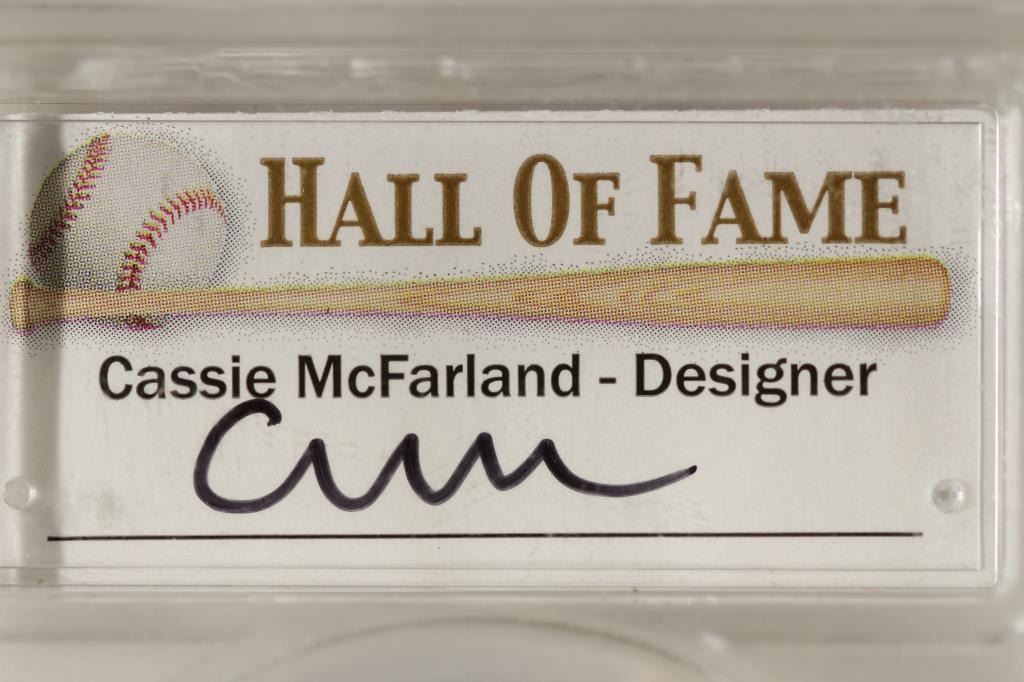 HALL OF FAME
Cassie McFarland - Designer